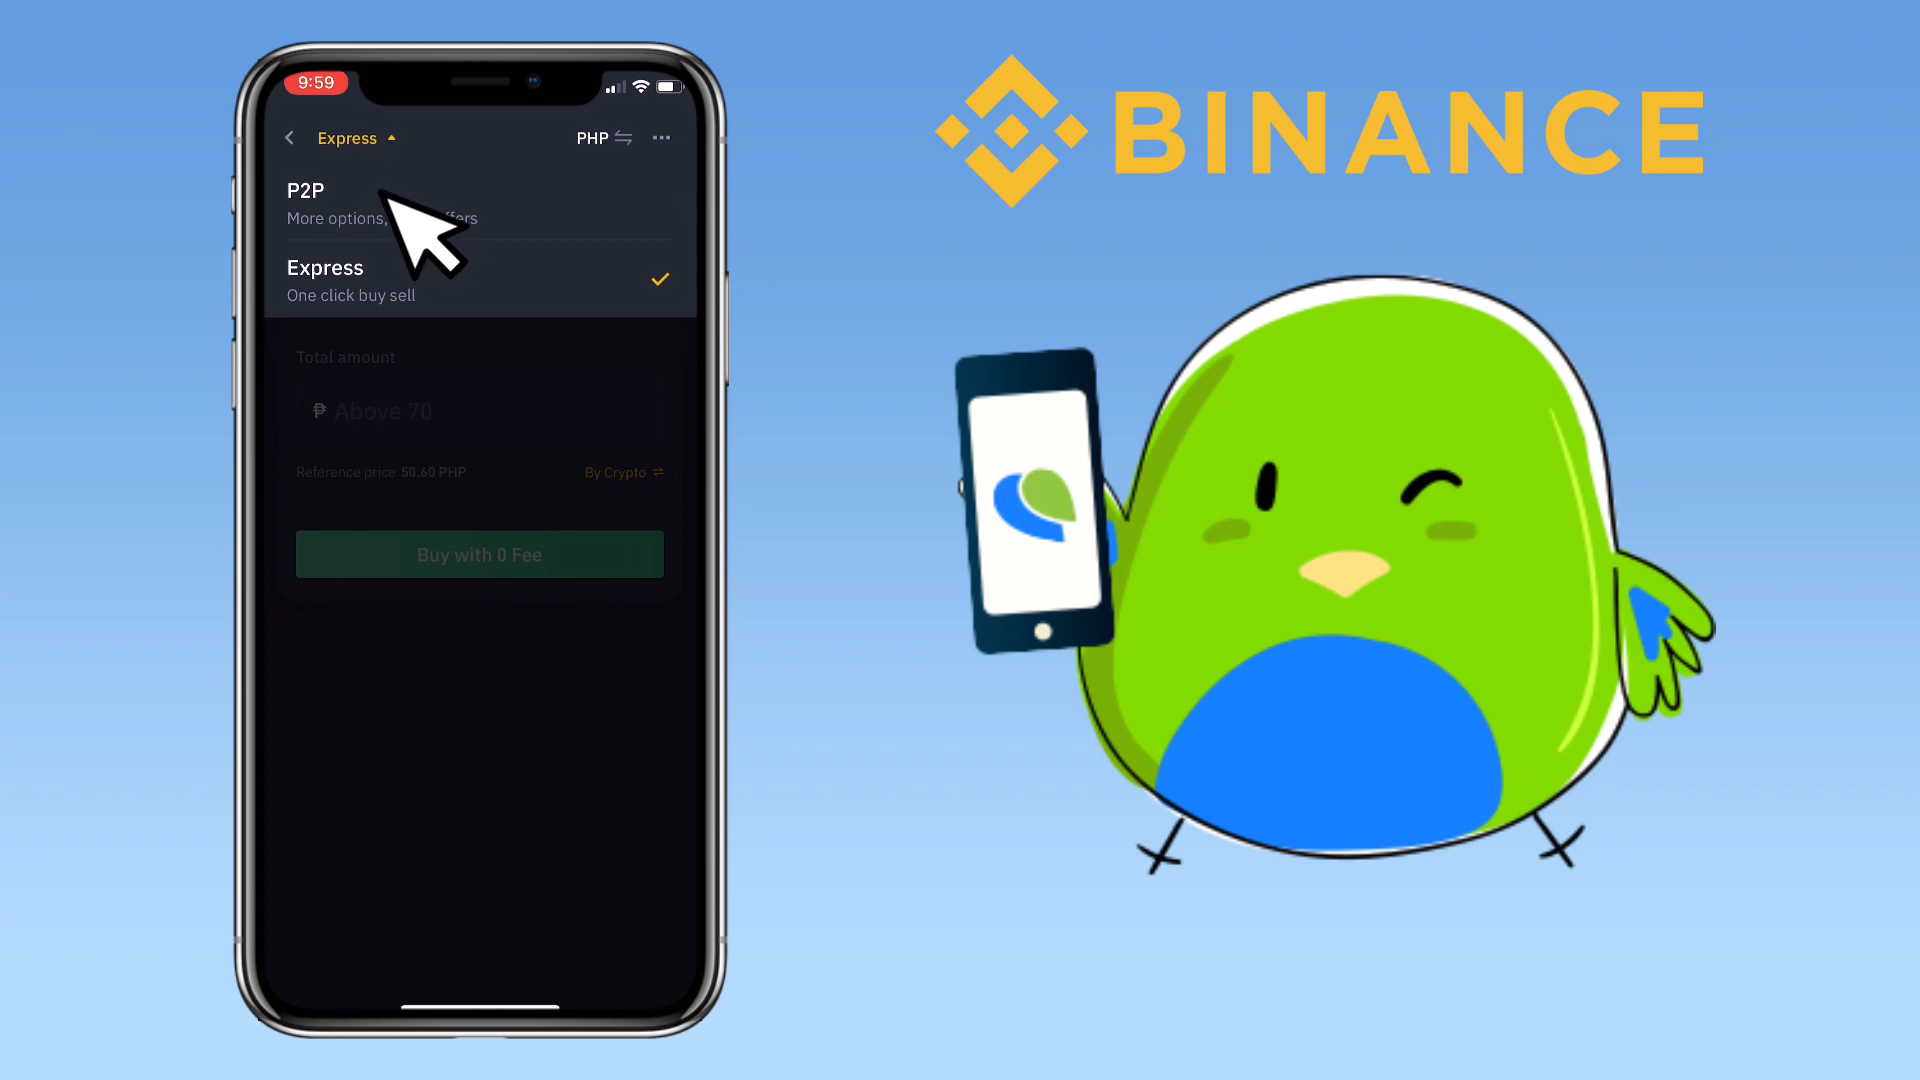 9:59
Express
PHP
P2P
More options,
Express
One click buy sell
Total amount
₱ Above 70
Reference price 50.60 PHP
By Crypto
Buy with 0 Fee
BINANCE